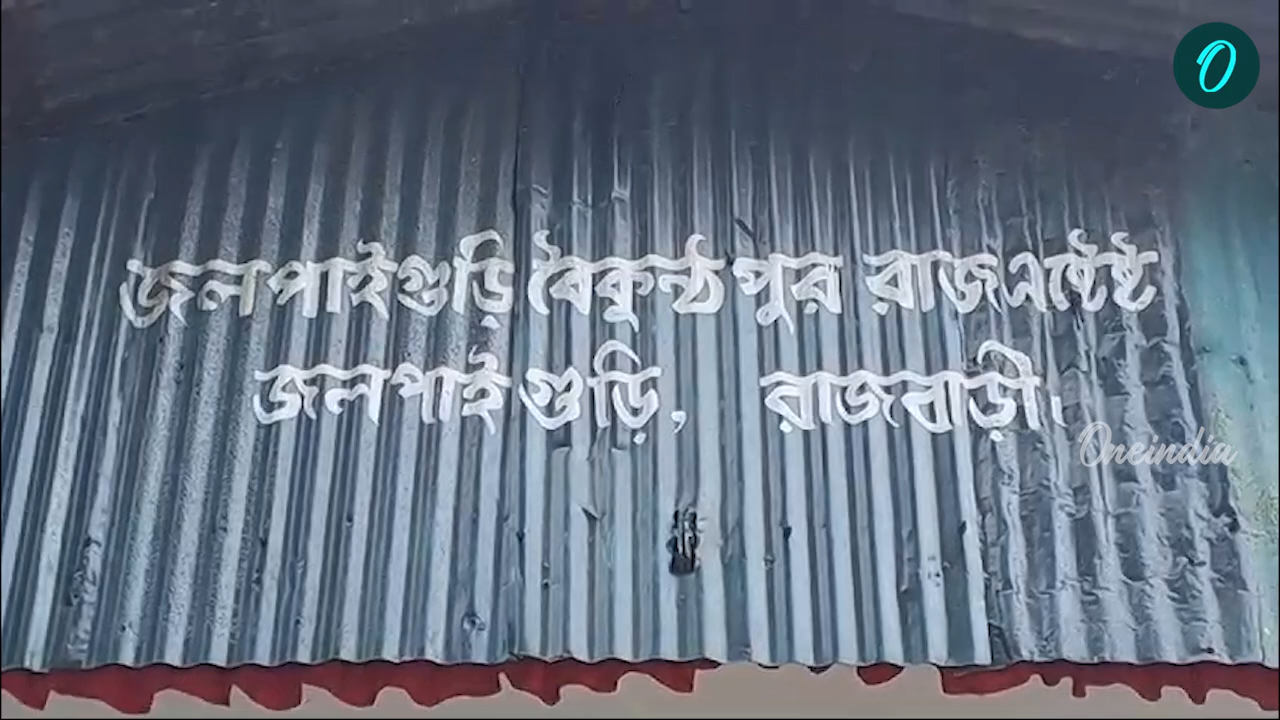 জলপাইগুড়ি বৈকুন্ঠপুর রাজএষ্টেট
জলপাইগুড়ি, রাজবাড়ী।
Oneindia